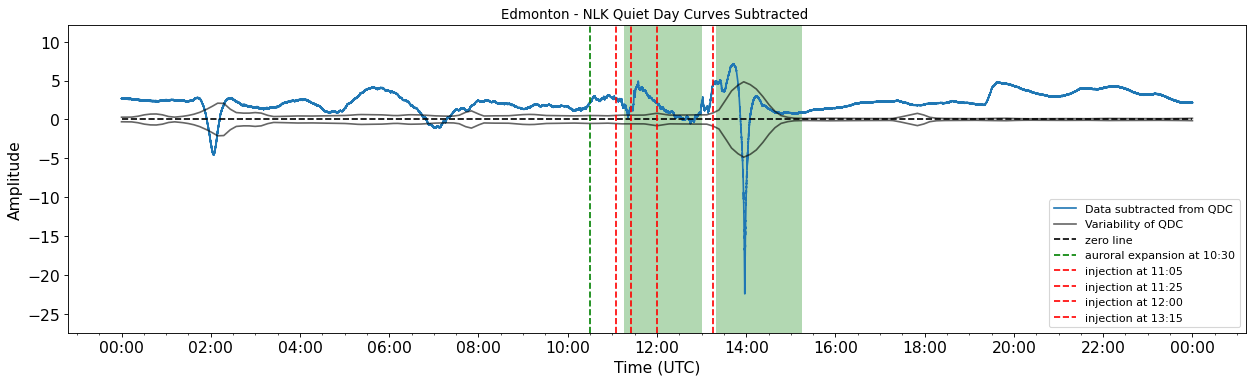 Edmonton - NLK Quiet Day Curves Subtracted
Amplitude
10
5
0
−5
−10
−15
−20
−25
00:00 02:00 04:00 06:00 08:00 10:00 12:00 14:00 16:00 18:00 20:00 22:00 00:00
Time (UTC)
Data subtracted from QDC
Variability of QDC
zero line
auroral expansion at 10:30
injection at 11:05
injection at 11:25
injection at 12:00
injection at 13:15